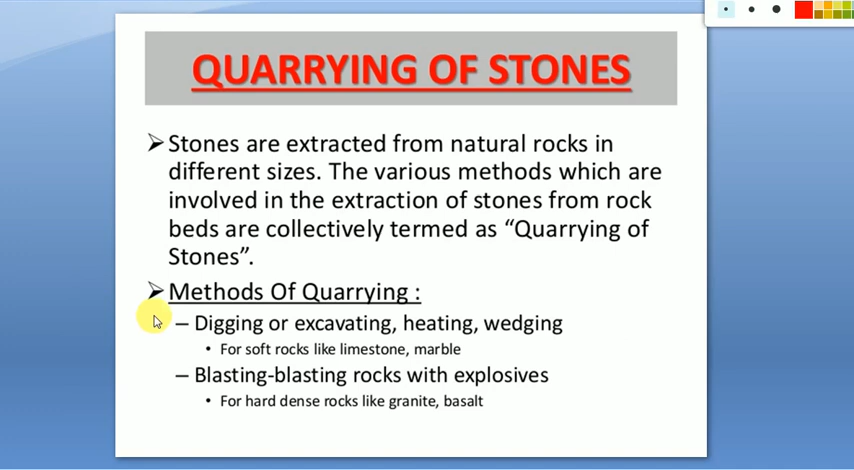 QUARRYING OF STONES
Stones are extracted from natural rocks in
different sizes. The various methods which are
involved in the extraction of stones from rock
beds are collectively termed as “Quarrying of
Stones”.
Methods Of Quarrying :
– Digging or excavating, heating, wedging
• For soft rocks like limestone, marble
– Blasting-blasting rocks with explosives
• For hard dense rocks like granite, basalt